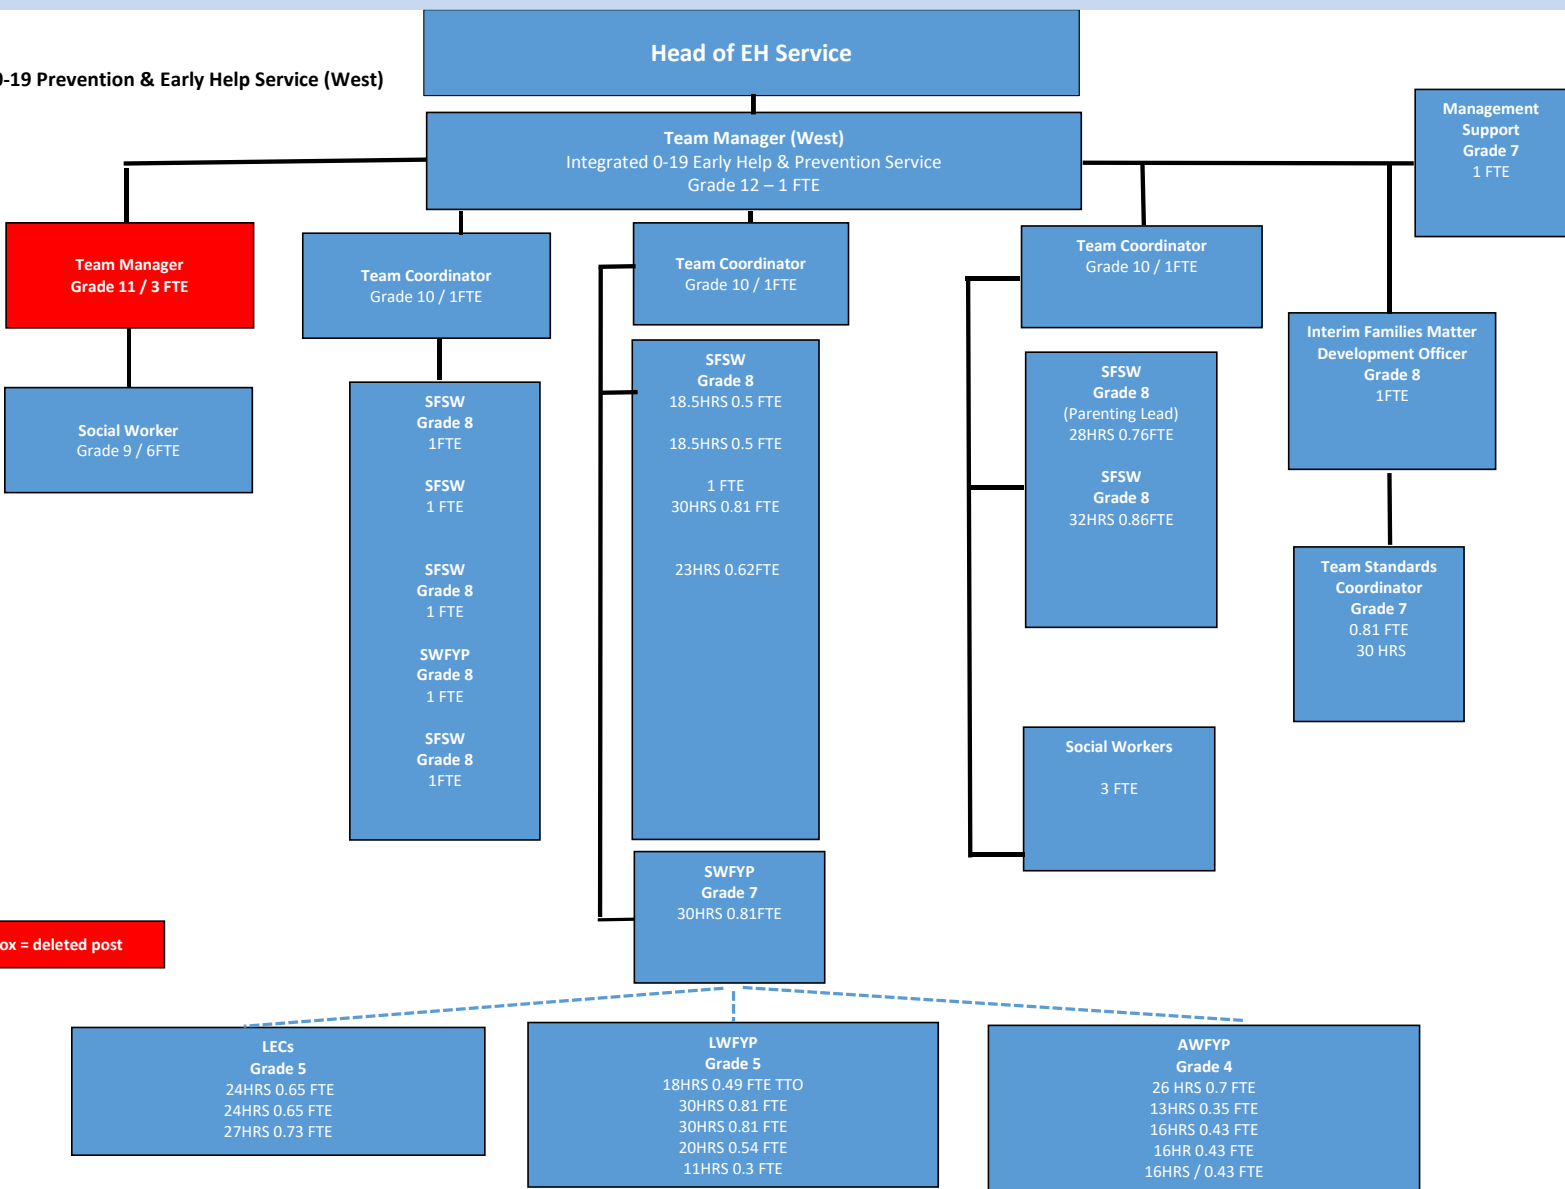 Head of EH Service
0-19 Prevention & Early Help Service (West)
Team Manager (West)
Integrated 0-19 Early Help & Prevention Service
Grade 12 – 1 FTE
Management
Support
Grade 7
1 FTE
Team Manager
Grade 11 / 3 FTE
Team Coordinator
Grade 10 / 1FTE
Team Coordinator
Grade 10 / 1FTE
Team Coordinator
Grade 10 / 1FTE
Interim Families Matter
Development Officer
Grade 8
1FTE
Social Worker
Grade 9 / 6FTE
SFSW
Grade 8
1FTE
SFSW
1 FTE
SFSW
Grade 8
1 FTE
SWFYP
Grade 8
1 FTE
SFSW
Grade 8
1FTE
SFSW
Grade 8
18.5HRS 0.5 FTE
18.5HRS 0.5 FTE
1 FTE
30HRS 0.81 FTE
23HRS 0.62FTE
SFSW
Grade 8
(Parenting Lead)
28HRS 0.76FTE
SFSW
Grade 8
32HRS 0.86FTE
Team Standards
Coordinator
Grade 7
0.81 FTE
30 HRS
Social Workers
3 FTE
SWFYP
Grade 7
30HRS 0.81FTE
ox = deleted post
LECs
Grade 5
24HRS 0.65 FTE
24HRS 0.65 FTE
27HRS 0.73 FTE
LWFYP
Grade 5
18HRS 0.49 FTE TTO
30HRS 0.81 FTE
30HRS 0.81 FTE
20HRS 0.54 FTE
11HRS 0.3 FTE
AWFYP
Grade 4
26 HRS 0.7 FTE
13HRS 0.35 FTE
16HRS 0.43 FTE
16HR 0.43 FTE
16HRS / 0.43 FTE